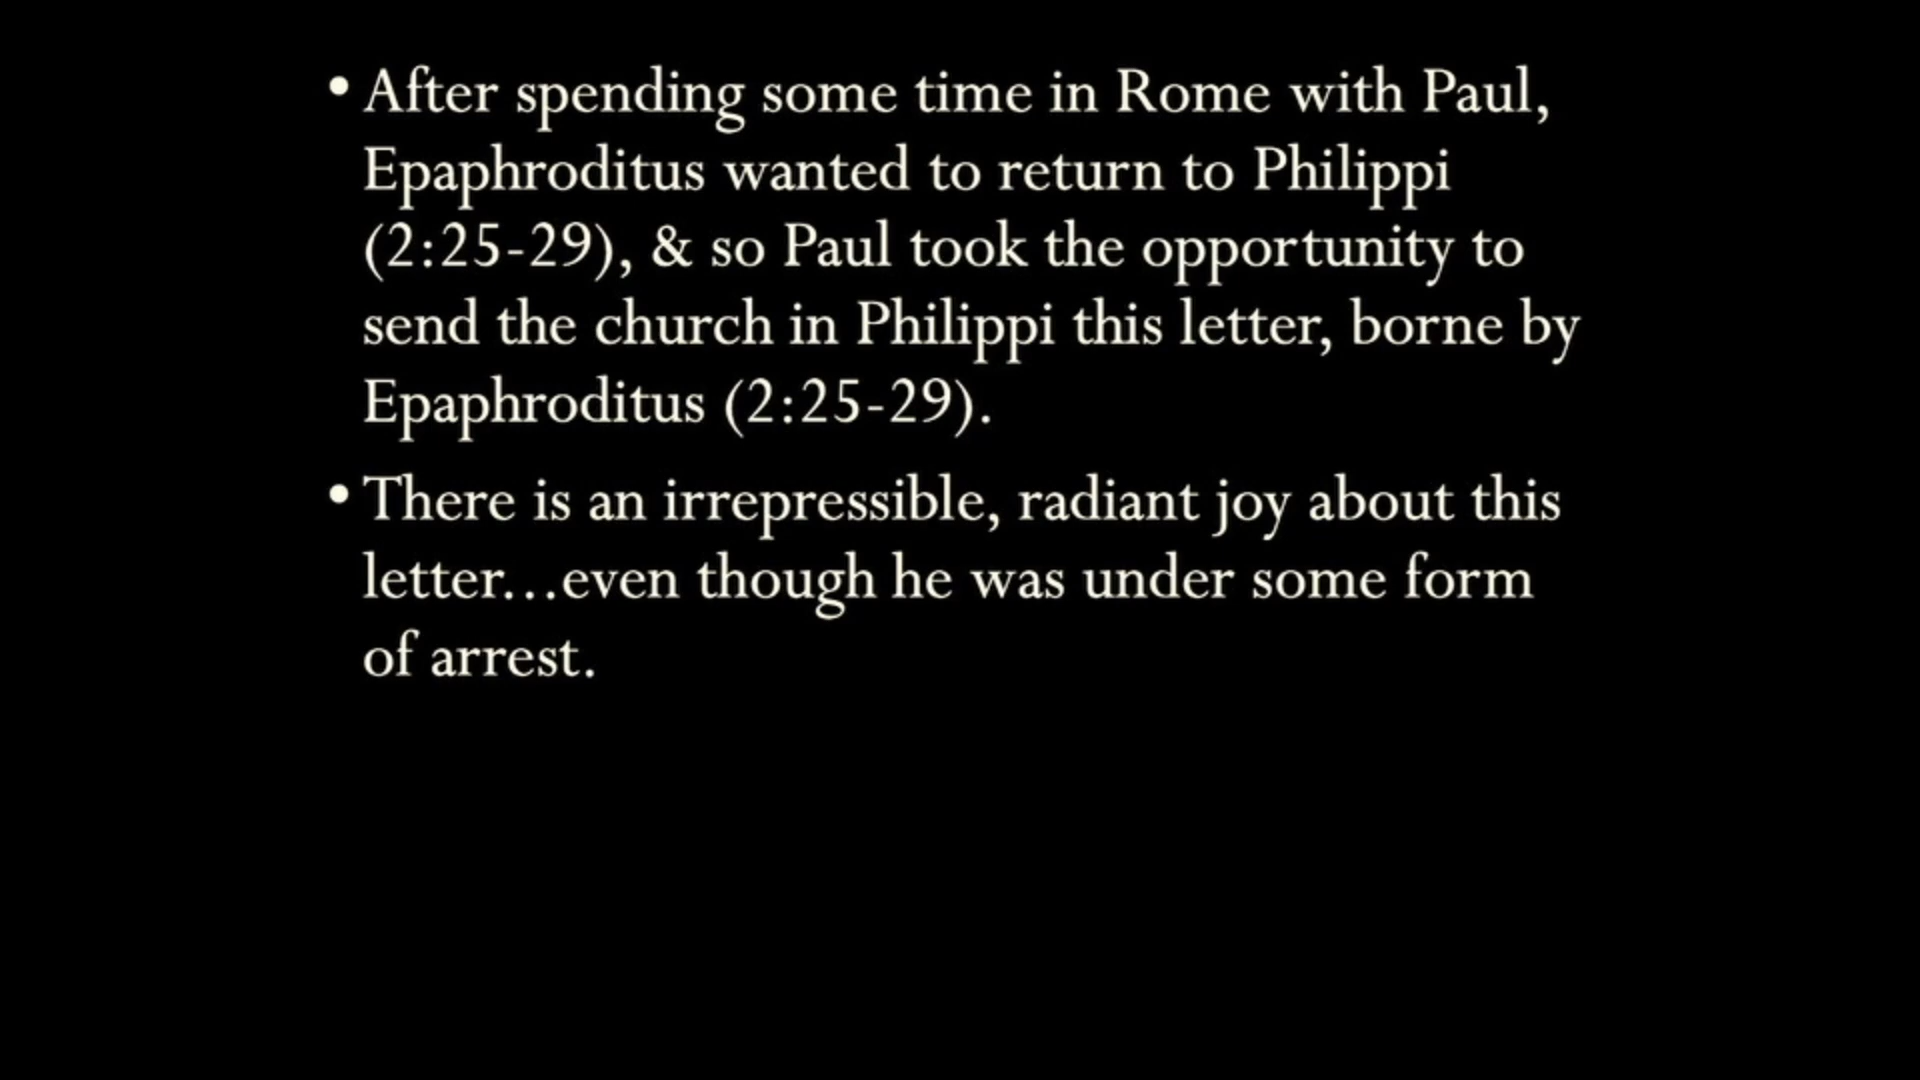 • After spending some time in Rome with Paul,
Epaphroditus wanted to return to Philippi
(2:25-29), & so Paul took the opportunity to
send the church in Philippi this letter, borne by
Epaphroditus (2:25-29).
• There is an irrepressible, radiant joy about this
letter…even though he was under some form
of arrest.